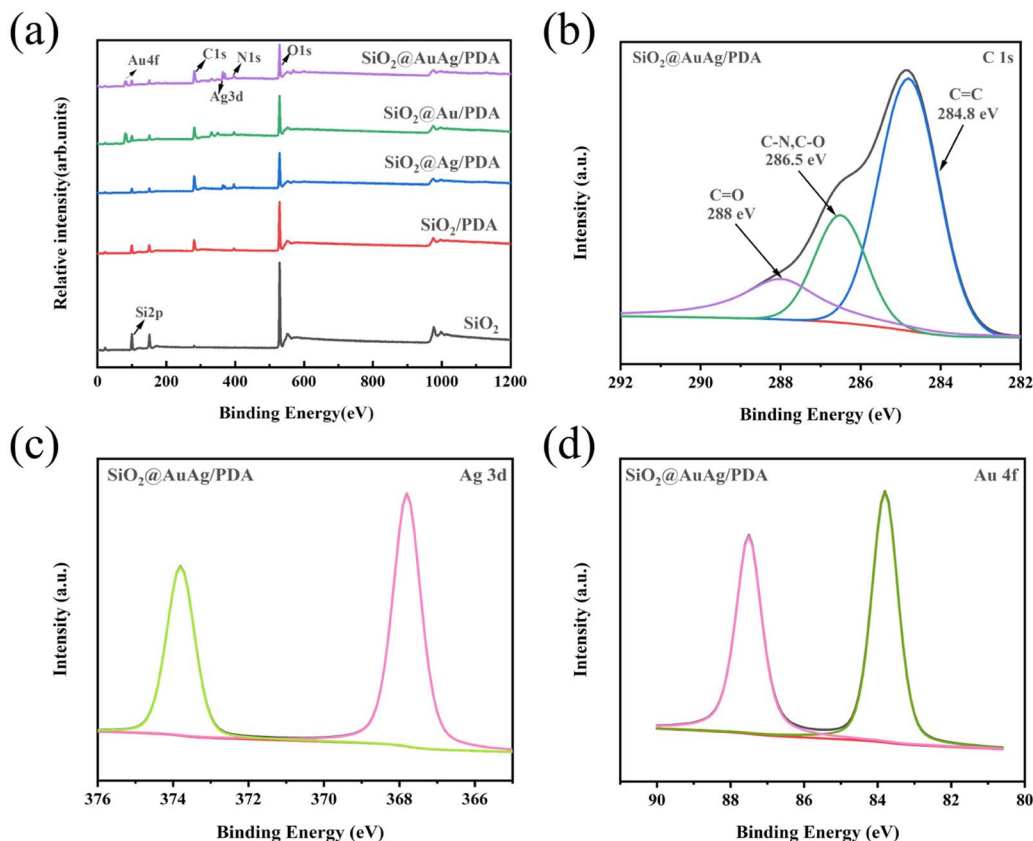 (a)
Relative intensity(arb.units)
Au4f
C1s
N1s
O1s
Ag3d
SiO₂@AuAg/PDA
SiO₂@Au/PDA
SiO₂@Ag/PDA
SiO₂/PDA
Si2p
SiO₂
0 200 400 600 800 1000 1200
Binding Energy(eV)
(b)
SiO₂@AuAg/PDA
C 1s
Intensity (a.u.)
C=C
284.8 eV
C-N,C-O
286.5 eV
C=O
288 eV
292 290 288 286 284 282
Binding Energy (eV)
(c)
SiO₂@AuAg/PDA
Ag 3d
Intensity (a.u.)
376 374 372 370 368 366
Binding Energy (eV)
(d)
SiO₂@AuAg/PDA
Au 4f
Intensity (a.u.)
90 88 86 84 82 80
Binding Energy (eV)